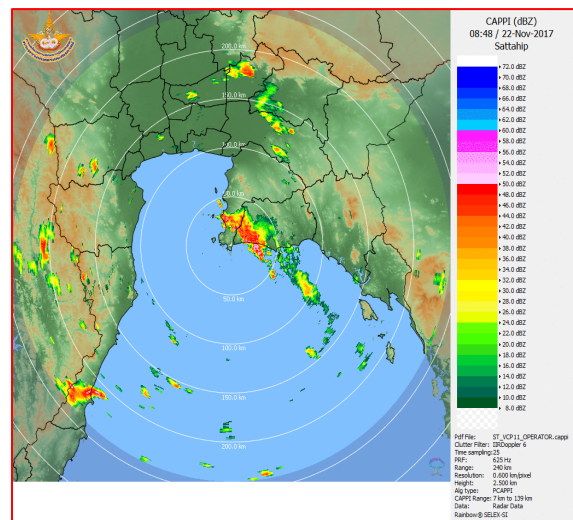 CAPPI (dBZ)
08:48 / 22-Nov-2017
Sattahip
72.0 dBZ
70.0 dBZ
68.0 dBZ
66.0 dBZ
64.0 dBZ
62.0 dBZ
60.0 dBZ
58.0 dBZ
56.0 dBZ
54.0 dBZ
52.0 dBZ
50.0 dBZ
48.0 dBZ
46.0 dBZ
44.0 dBZ
42.0 dBZ
40.0 dBZ
38.0 dBZ
36.0 dBZ
34.0 dBZ
32.0 dBZ
30.0 dBZ
28.0 dBZ
26.0 dBZ
24.0 dBZ
22.0 dBZ
20.0 dBZ
18.0 dBZ
16.0 dBZ
14.0 dBZ
12.0 dBZ
10.0 dBZ
8.0 dBZ
Pdf File: ST_VCP11_OPERATOR.cappi
Clutter Filter: IIRDoppler 6
Time sampling: 25
PRF: 625 Hz
Range: 240 km
Resolution: 0.600 km/pixel
Height: 2.500 km
Alg type: PCAPPI
CAPPI Range: 7 km to 139 km
Data: Radar Data
Rainbow® SELEX-SI
200.0 km
150.0 km
100.0 km
50.0 km
50.0 km
100.0 km
150.0 km
200.0 km